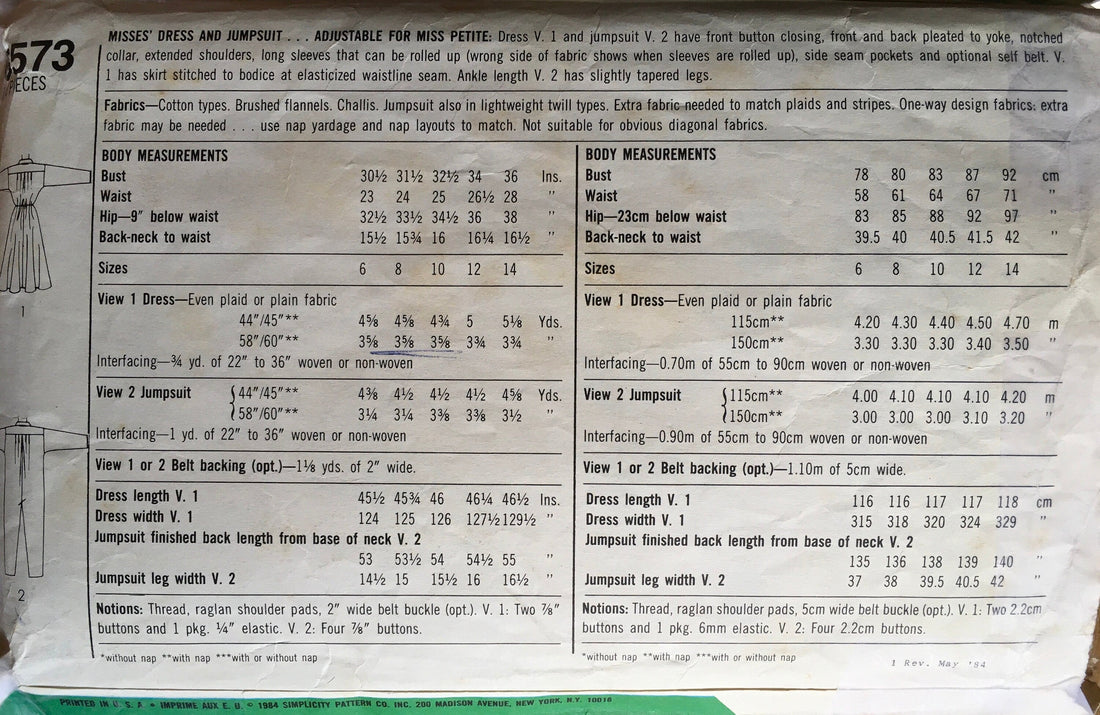 573
MISSES' DRESS AND JUMPSUIT . . . ADJUSTABLE FOR MISS PETITE: Dress V. 1 and jumpsuit V. 2 have front button closing, front and back pleated to yoke, notched
collar, extended shoulders, long sleeves that can be rolled up (wrong side of fabric shows when sleeves are rolled up), side seam pockets and optional self belt. V.
1 has skirt stitched to bodice at elasticized waistline seam. Ankle length V. 2 has slightly tapered legs.
Fabrics—Cotton types. Brushed flannels. Challis. Jumpsuit also in lightweight twill types. Extra fabric needed to match plaids and stripes. One-way design fabrics: extra
fabric may be needed . . . use nap yardage and nap layouts to match. Not suitable for obvious diagonal fabrics.
BODY MEASUREMENTS
Bust 30½ 31½ 32½ 34 36 Ins.
Waist 23 24 25 26½ 28 "
Hip—9" below waist 32½ 33½ 34½ 36 38 "
Back-neck to waist 15½ 15¾ 16 16¼ 16½ "
Sizes 6 8 10 12 14
View 1 Dress—Even plaid or plain fabric
44"/45"** 4⅝ 4⅝ 4¾ 5 5⅛ Yds.
58"/60"** 3⅝ 3⅝ 3⅝ 3¾ 3¾ "
Interfacing—¾ yd. of 22" to 36" woven or non-woven
View 2 Jumpsuit 44"/45"** 4⅜ 4½ 4½ 4½ 4⅝ Yds.
58"/60"** 3¼ 3¼ 3⅜ 3⅜ 3½ "
Interfacing—1 yd. of 22" to 36" woven or non-woven
View 1 or 2 Belt backing (opt.)—1⅛ yds. of 2" wide.
Dress length V. 1 45½ 45¾ 46 46¼ 46½ Ins.
Dress width V. 1 124 125 126 127½ 129½ "
Jumpsuit finished back length from base of neck V. 2
53 53½ 54 54½ 55 "
Jumpsuit leg width V. 2 14½ 15 15½ 16 16½ "
Notions: Thread, raglan shoulder pads, 2" wide belt buckle (opt.). V. 1: Two ⅞"
buttons and 1 pkg. ¼" elastic. V. 2: Four ⅞" buttons.
*without nap **with nap ***with or without nap
BODY MEASUREMENTS
Bust 78 80 83 87 92 cm
Waist 58 61 64 67 71 "
Hip—23cm below waist 83 85 88 92 97 "
Back-neck to waist 39.5 40 40.5 41.5 42 "
Sizes 6 8 10 12 14
View 1 Dress—Even plaid or plain fabric
115cm** 4.20 4.30 4.40 4.50 4.70 m
150cm** 3.30 3.30 3.30 3.40 3.50 "
Interfacing—0.70m of 55cm to 90cm woven or non-woven
View 2 Jumpsuit 115cm** 4.00 4.10 4.10 4.10 4.20 m
150cm** 3.00 3.00 3.00 3.10 3.20 "
Interfacing—0.90m of 55cm to 90cm woven or non-woven
View 1 or 2 Belt backing (opt.)—1.10m of 5cm wide.
Dress length V. 1 116 116 117 117 118 cm
Dress width V. 1 315 318 320 324 329 "
Jumpsuit finished back length from base of neck V. 2
135 136 138 139 140 "
Jumpsuit leg width V. 2 37 38 39.5 40.5 42 "
Notions: Thread, raglan shoulder pads, 5cm wide belt buckle (opt.). V. 1: Two 2.2cm
buttons and 1 pkg. 6mm elastic. V. 2: Four 2.2cm buttons.
*without nap **with nap ***with or without nap
1 Rev. May '84
1
2
PRINTED IN U. S. A. • IMPRIME AUX E. U. © 1984 SIMPLICITY PATTERN CO. INC. 200 MADISON AVENUE, NEW YORK, N.Y. 10016